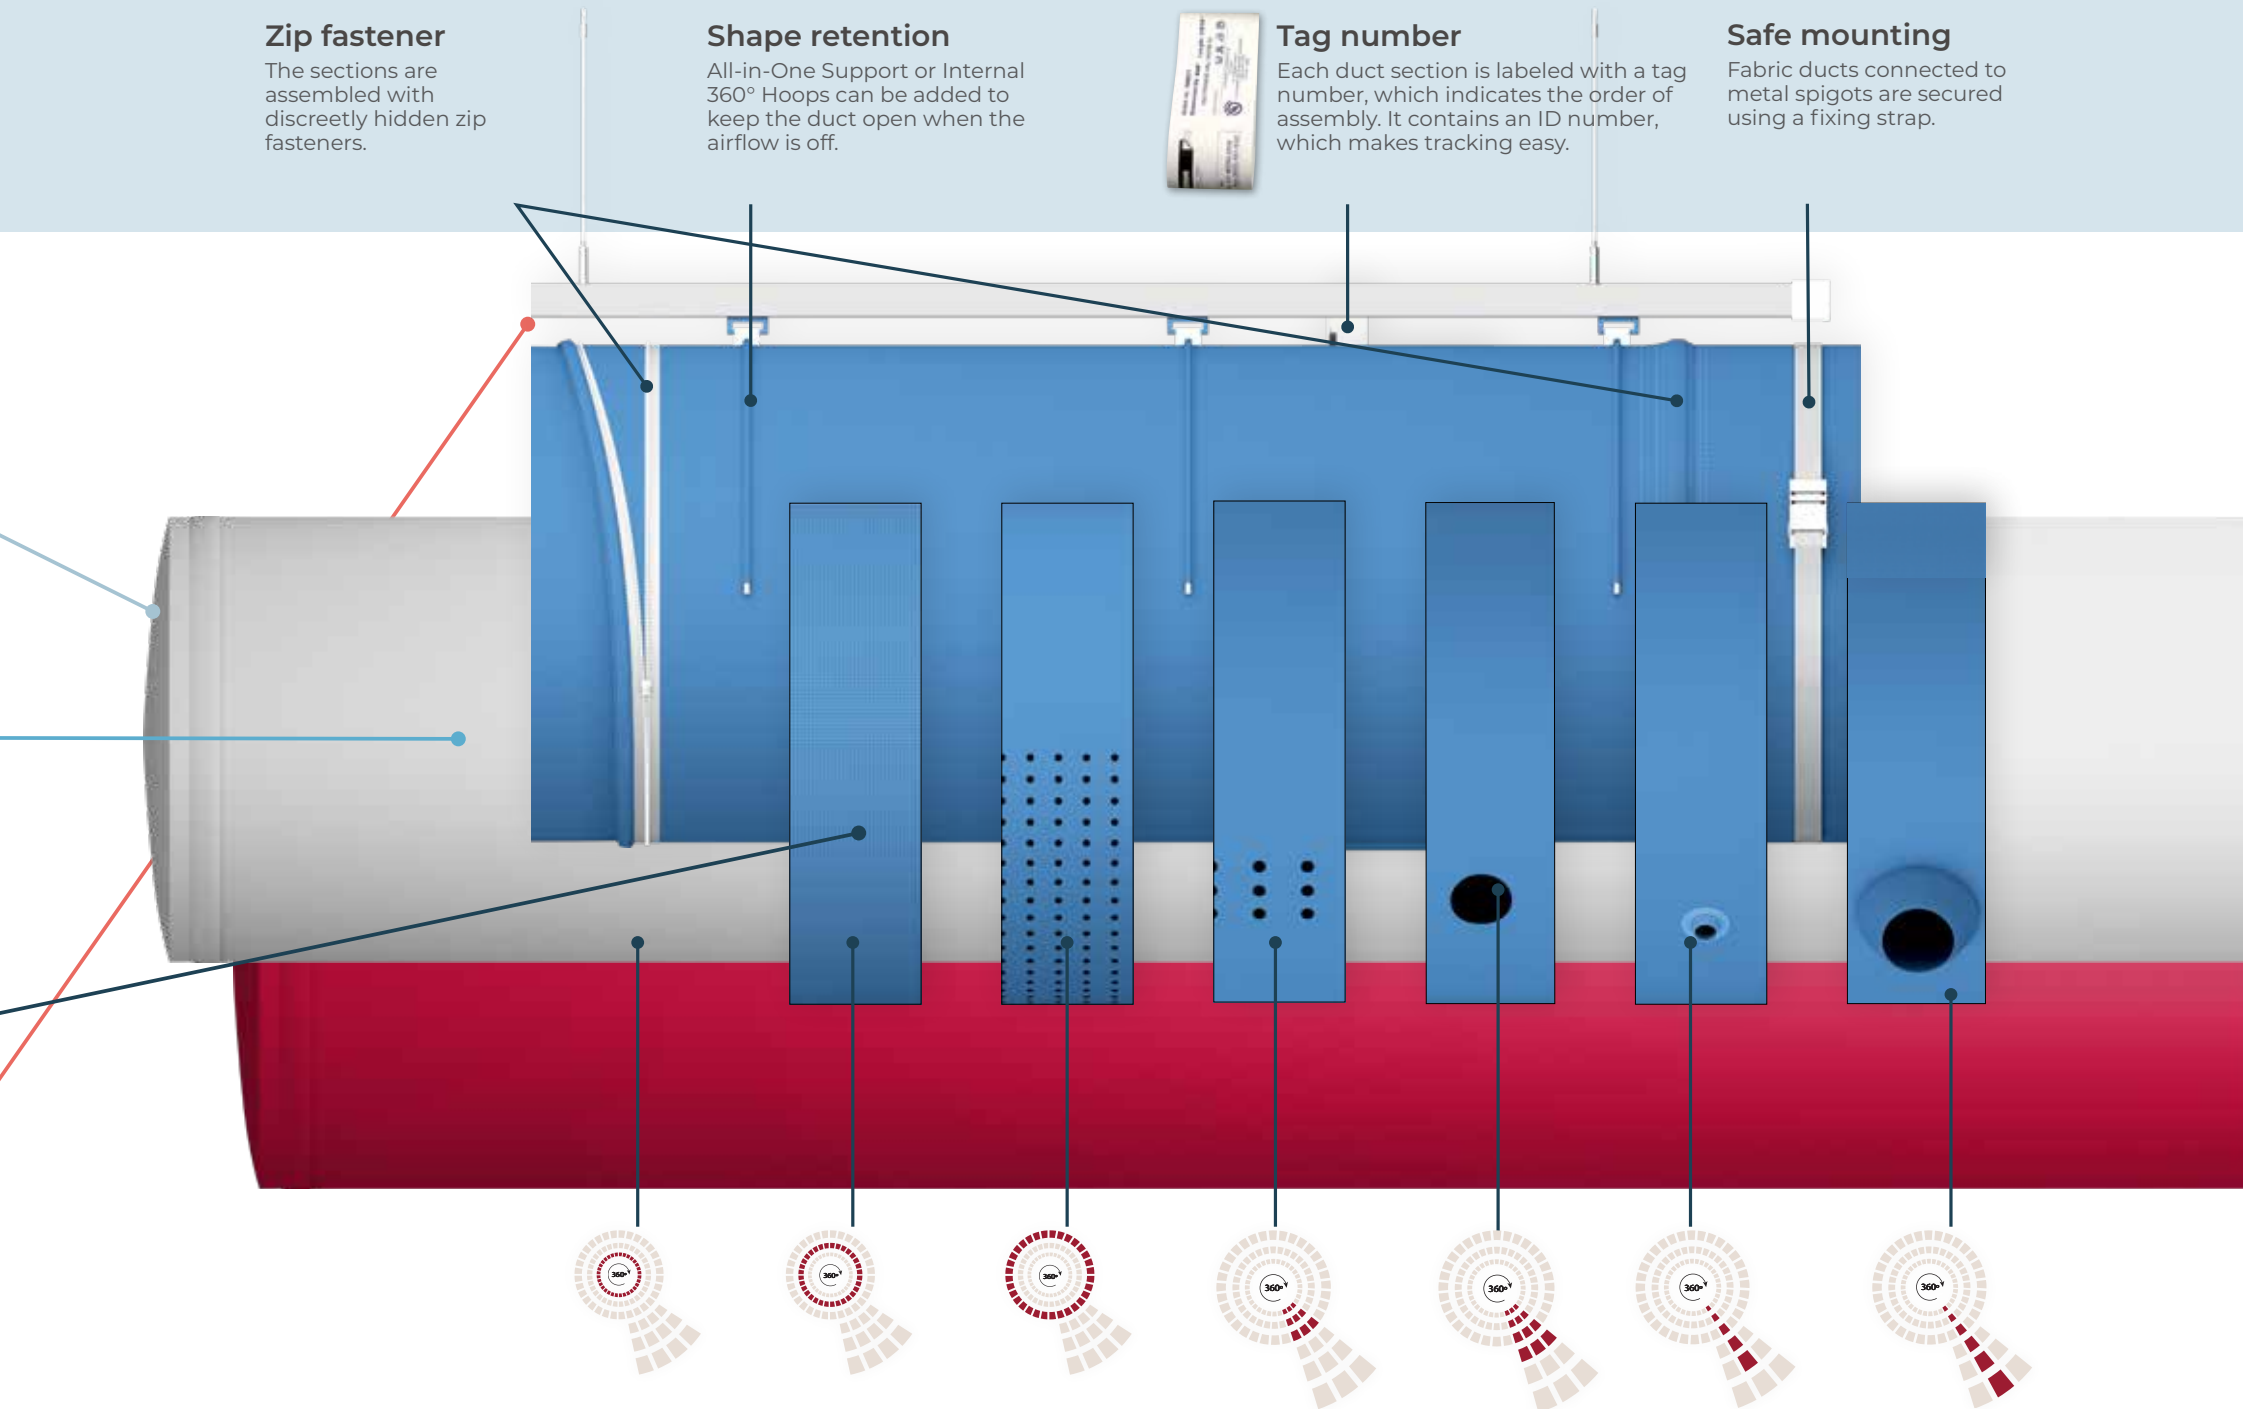 Zip fastener
The sections are
assembled with
discreetly hidden zip
fasteners.
Shape retention
All-in-One Support or Internal
360° Hoops can be added to
keep the duct open when the
airflow is off.
Tag number
Each duct section is labeled with a tag
number, which indicates the order of
assembly. It contains an ID number,
which makes tracking easy.
Safe mounting
Fabric ducts connected to
metal spigots are secured
using a fixing strap.
360°
360°
360°
360°
360°
360°
360°